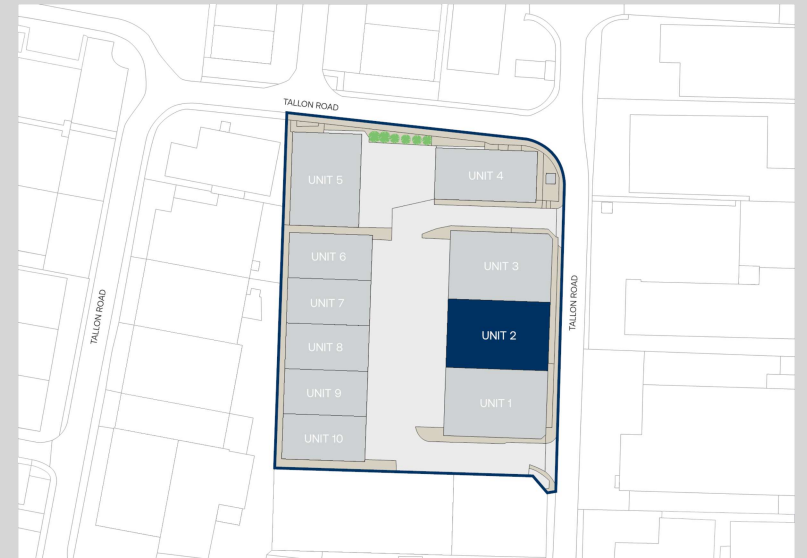 TALLON ROAD
UNIT 5
UNIT 4
UNIT 6
UNIT 3
UNIT 7
TALLON ROAD
TALLON ROAD
UNIT 2
UNIT 8
UNIT 9
UNIT 1
UNIT 10